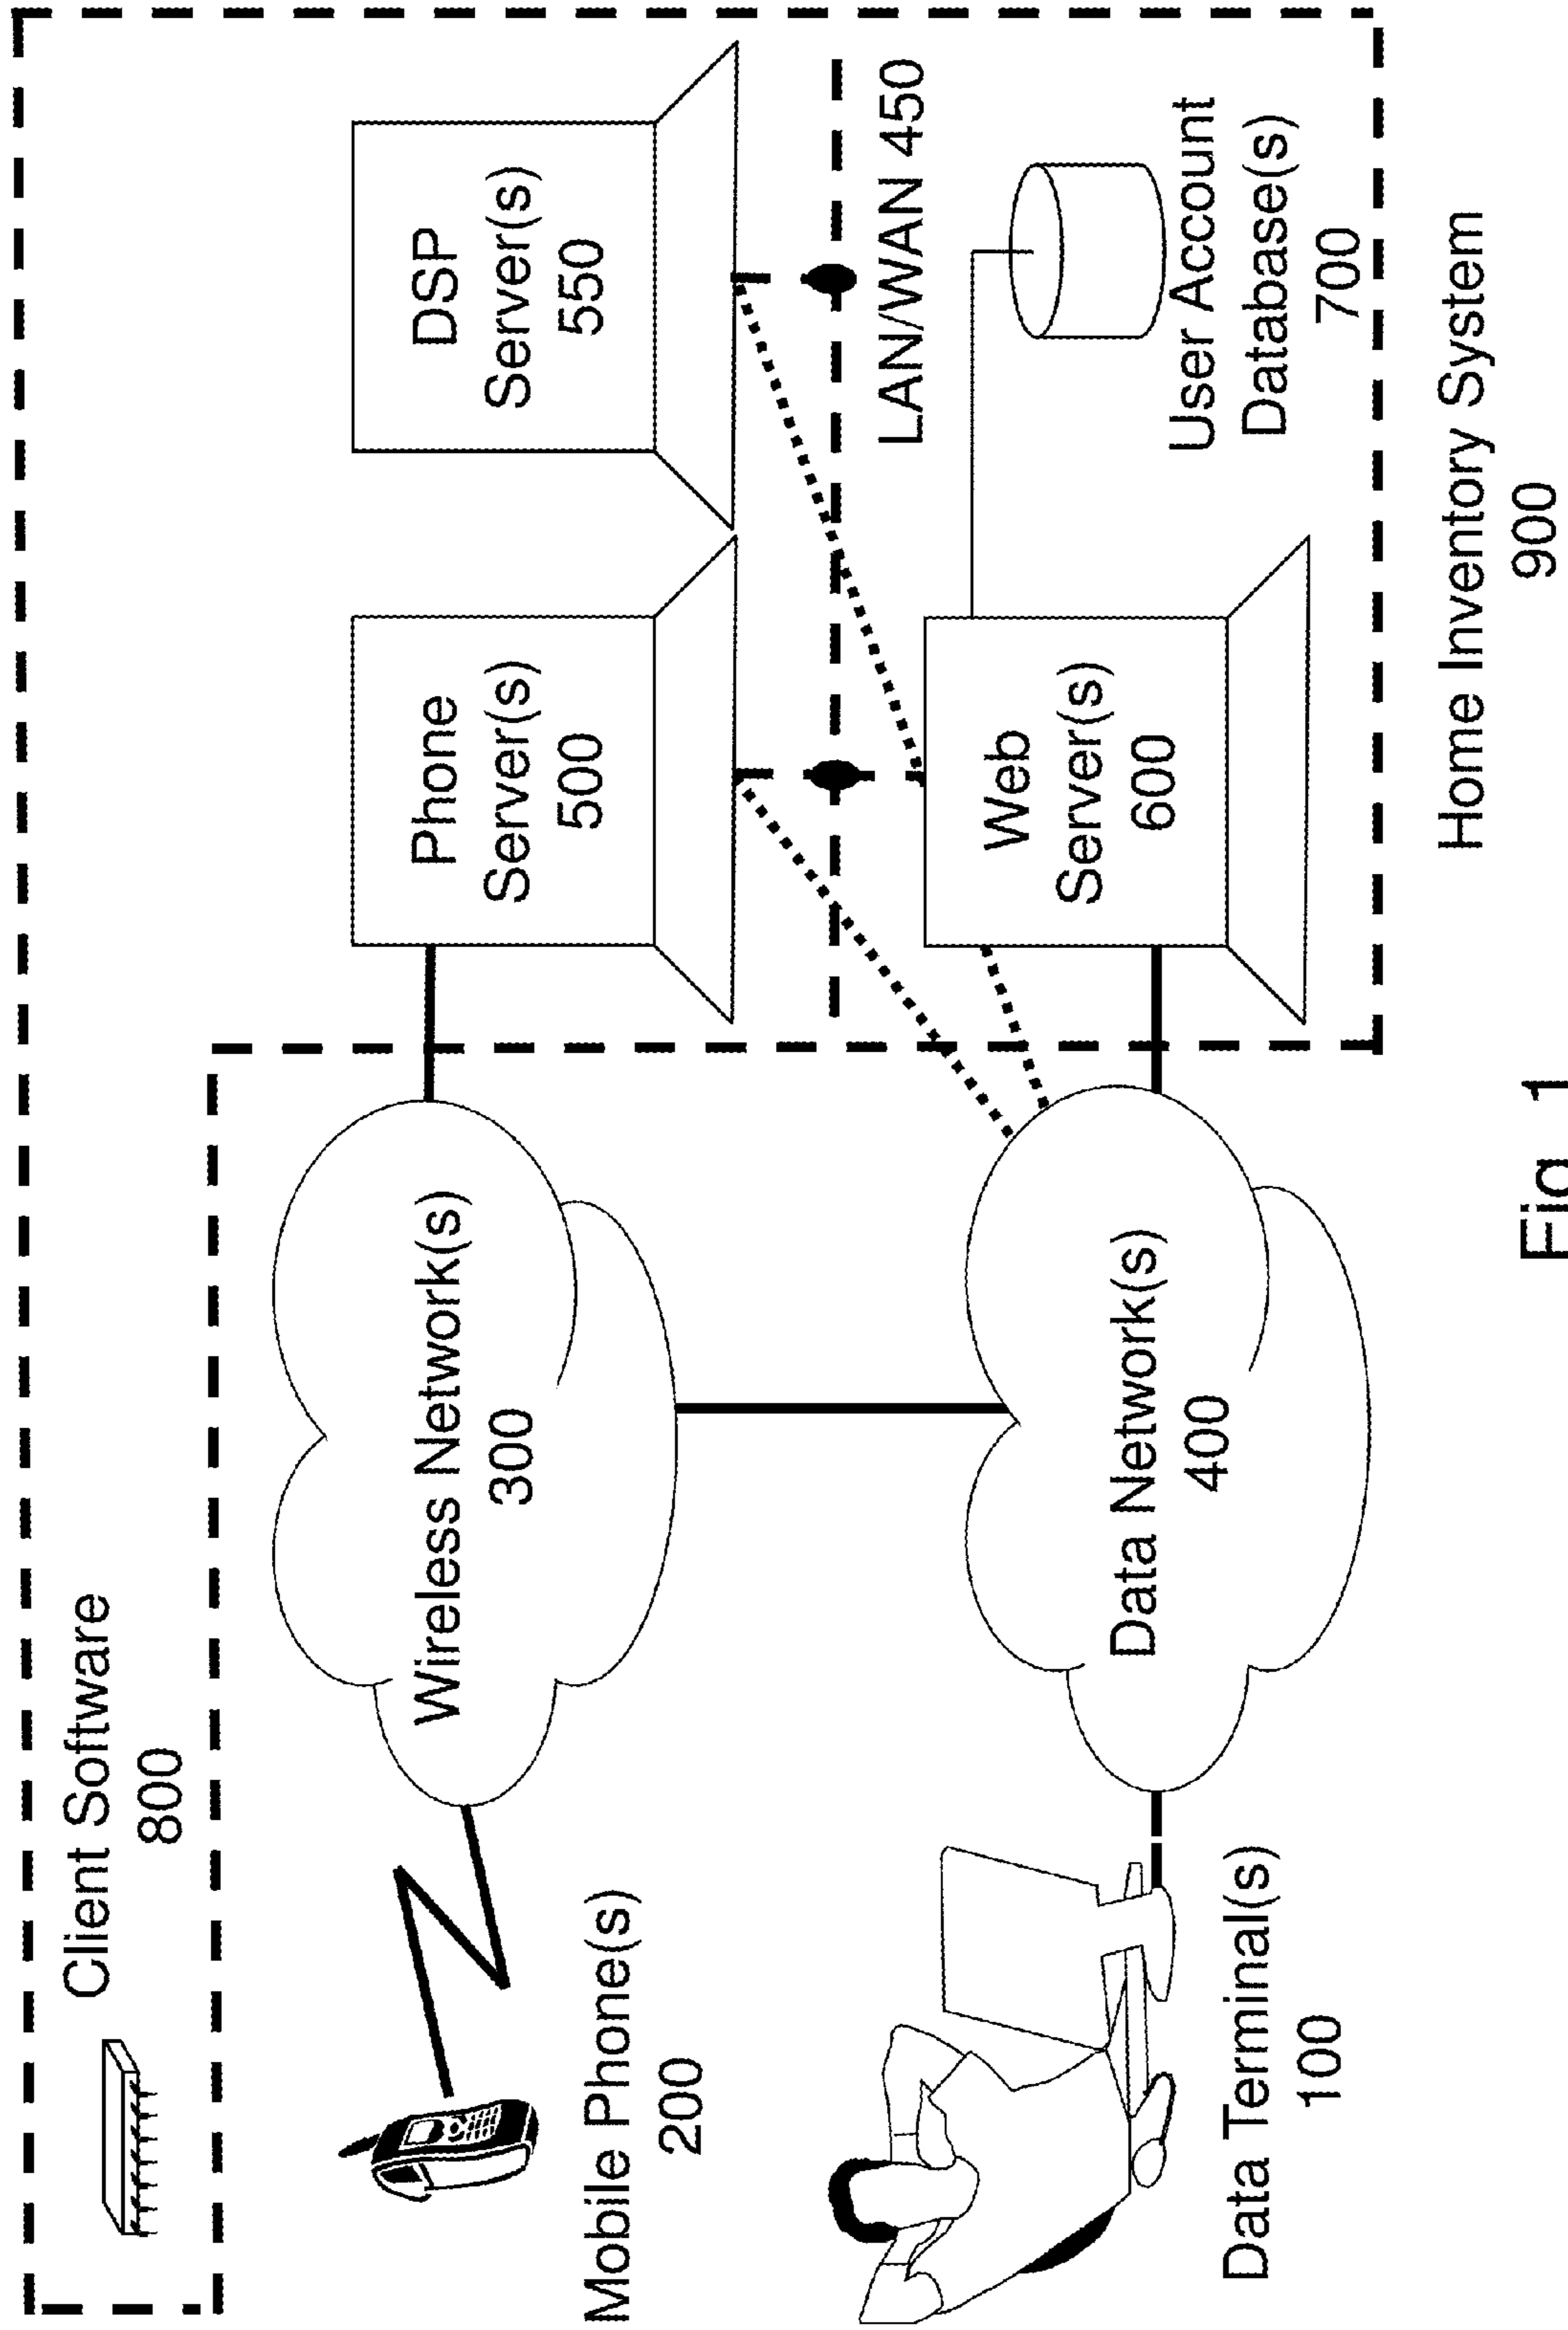 Client Software
800
Mobile Phone(s)
200
Wireless Network(s)
300
Phone
Server(s)
500
DSP
Server(s)
550
LAN/WAN 450
Data Terminal(s)
100
Data Network(s)
400
Web
Server(s)
600
User Account
Database(s)
700
Home Inventory System
900
Fig. 1